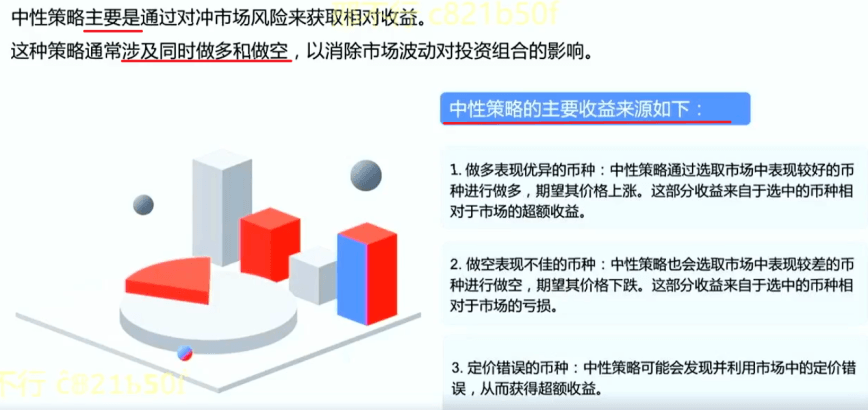 中性策略主要是通过对冲市场风险来获取相对收益。
这种策略通常涉及同时做多和做空，以消除市场波动对投资组合的影响。
中性策略的主要收益来源如下：
1. 做多表现优异的币种：中性策略通过选取市场中表现较好的币
种进行做多，期望其价格上涨。这部分收益来自于选中的币种相
对于市场的超额收益。
2. 做空表现不佳的币种：中性策略也会选取市场中表现较差的币
种进行做空，期望其价格下跌。这部分收益来自于选中的币种相
对于市场的亏损。
3. 定价错误的币种：中性策略可能会发现并利用市场中的定价错
误，从而获得超额收益。
不行 c821b50f
不行 c821b50f